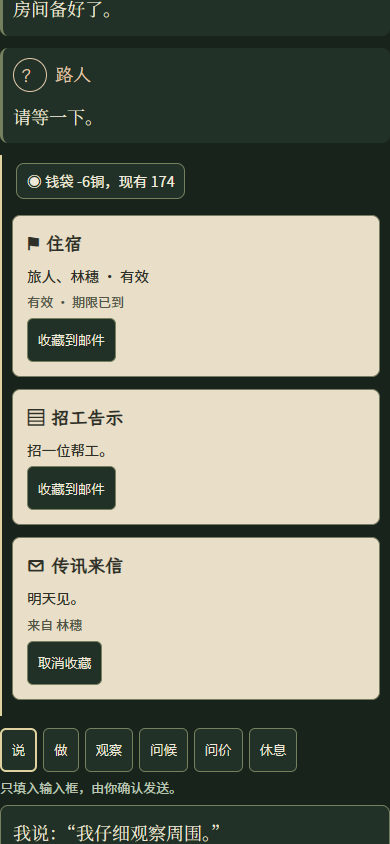 房间备好了。
? 路人
请等一下。
◉ 钱袋 -6铜，现有 174
⚑ 住宿
旅人、林穗 · 有效
有效 · 期限已到
收藏到邮件
▤ 招工告示
招一位帮工。
收藏到邮件
✉ 传讯来信
明天见。
来自 林穗
取消收藏
说 做 观察 问候 问价 休息
只填入输入框，由你确认发送。
我说：“我仔细观察周围。”